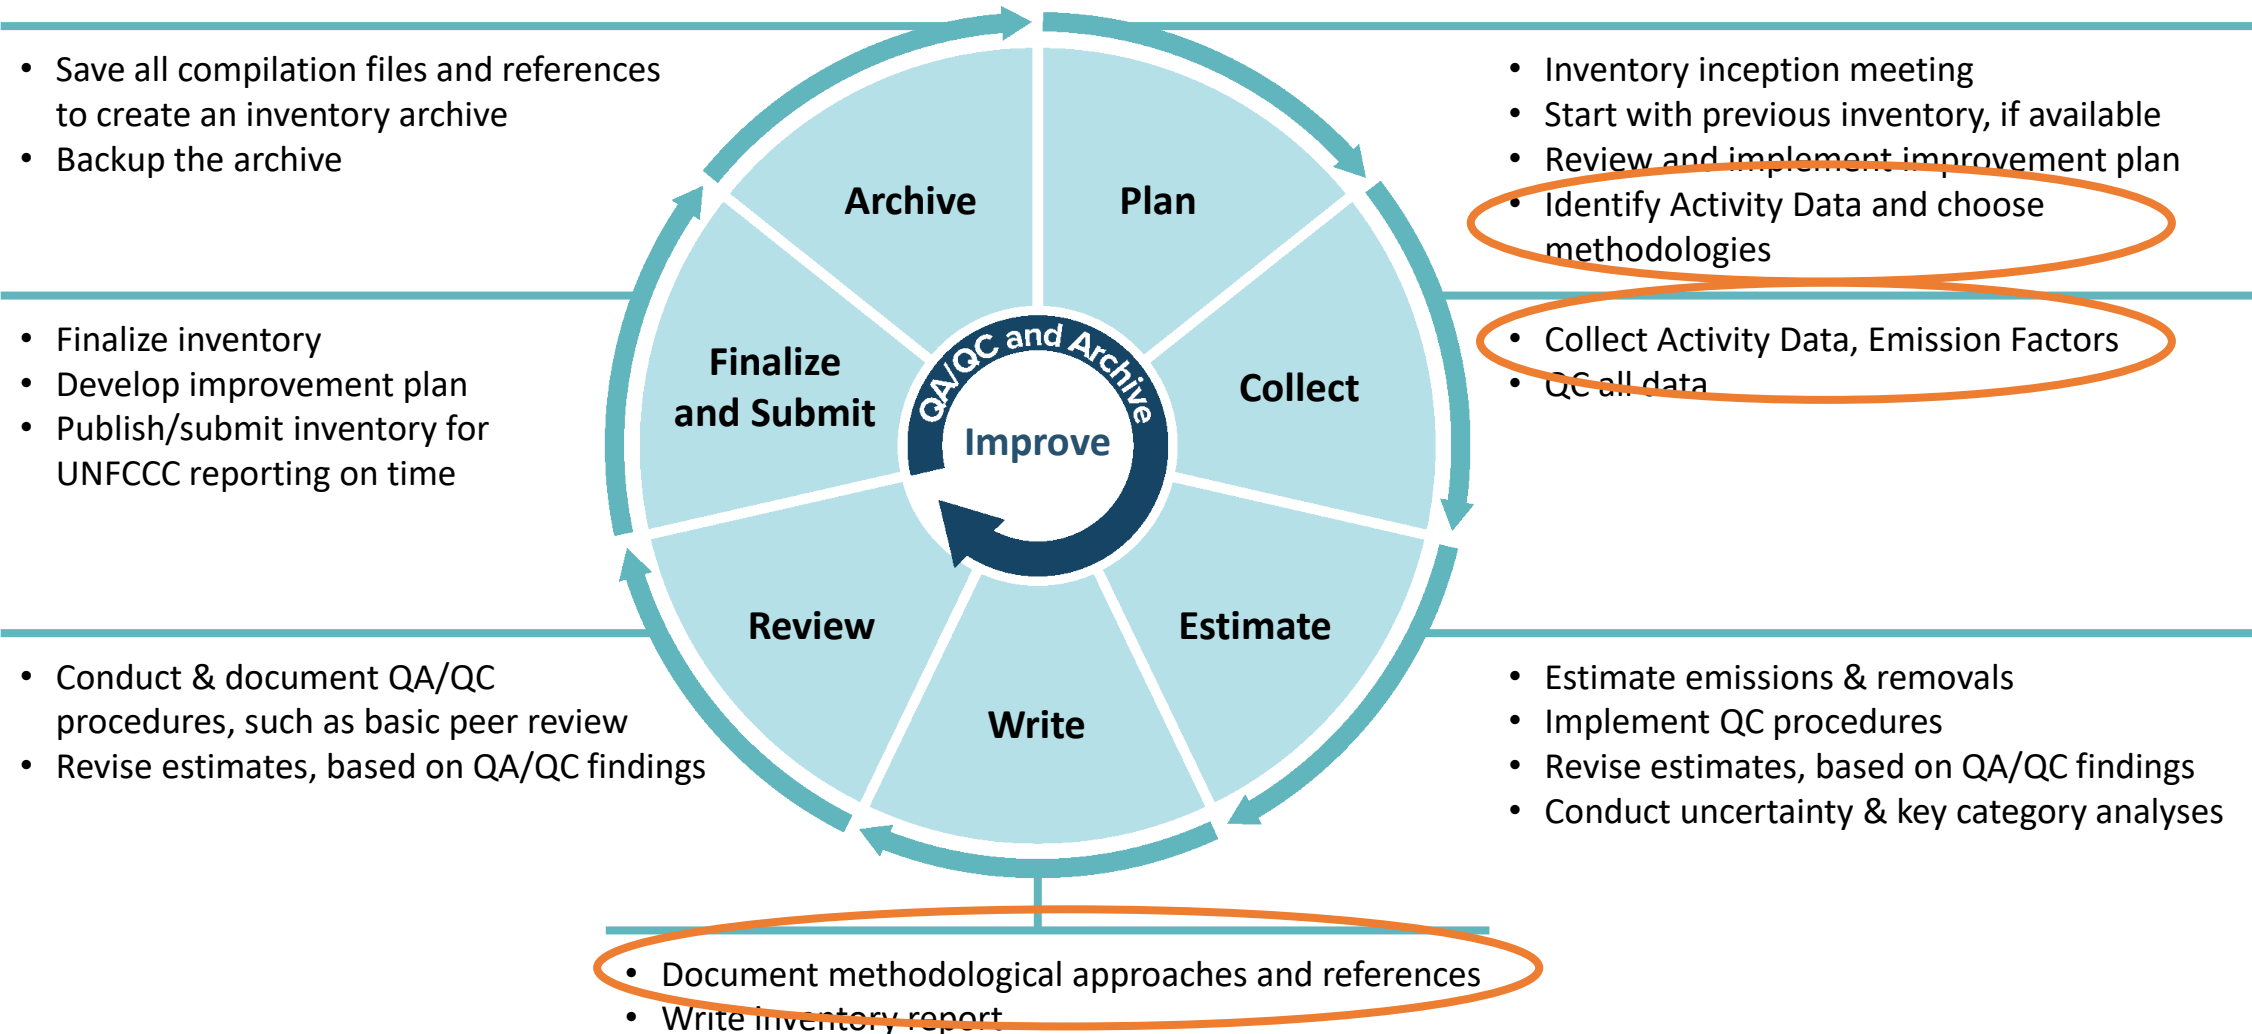 • Save all compilation files and references
to create an inventory archive
• Backup the archive
• Inventory inception meeting
• Start with previous inventory, if available
• Review and implement improvement plan
• Identify Activity Data and choose
methodologies
Archive
Plan
• Finalize inventory
• Develop improvement plan
• Publish/submit inventory for
UNFCCC reporting on time
Finalize
and Submit
QA/QC and Archive
Improve
Collect
• Collect Activity Data, Emission Factors
• QC all data
Review
Write
Estimate
• Conduct & document QA/QC
procedures, such as basic peer review
• Revise estimates, based on QA/QC findings
• Estimate emissions & removals
• Implement QC procedures
• Revise estimates, based on QA/QC findings
• Conduct uncertainty & key category analyses
• Document methodological approaches and references
• Write inventory report